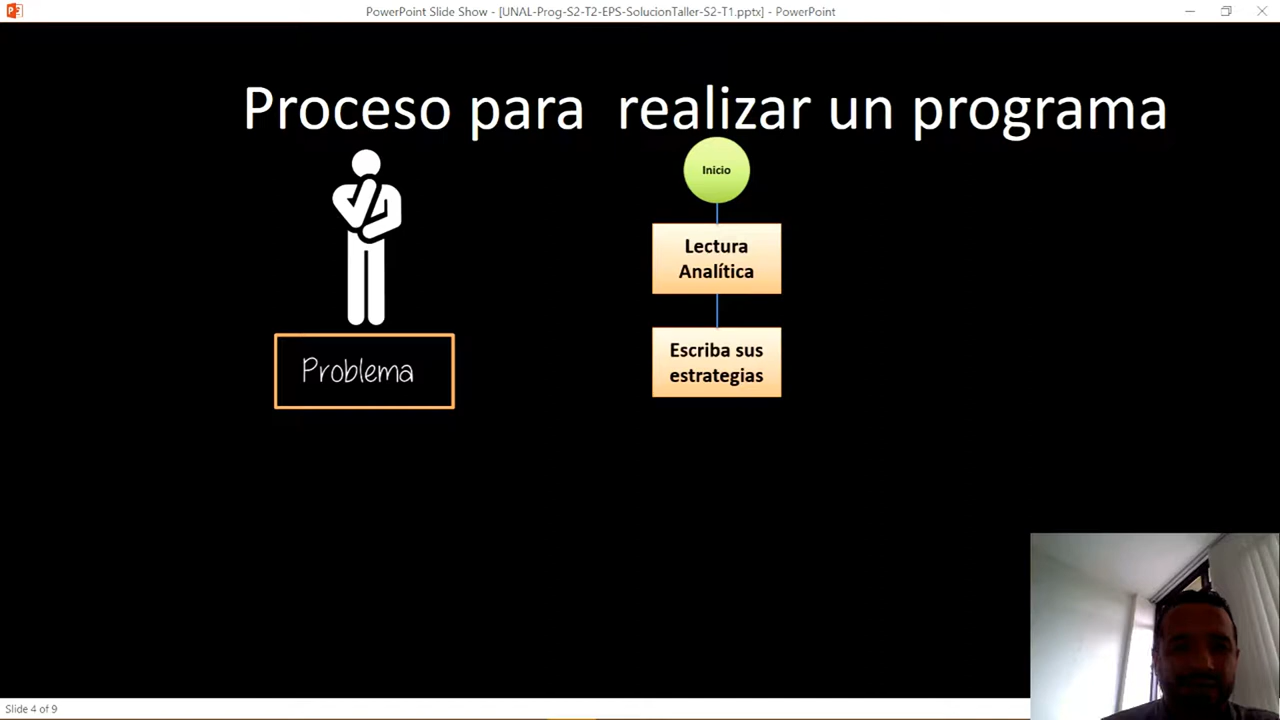 PowerPoint Slide Show - [UNAL-Prog-S2-T2-EPS-SolucionTaller-S2-T1.pptx] - PowerPoint
Proceso para realizar un programa
Inicio
Lectura
Analítica
Escriba sus
estrategias
Problema
Slide 4 of 9